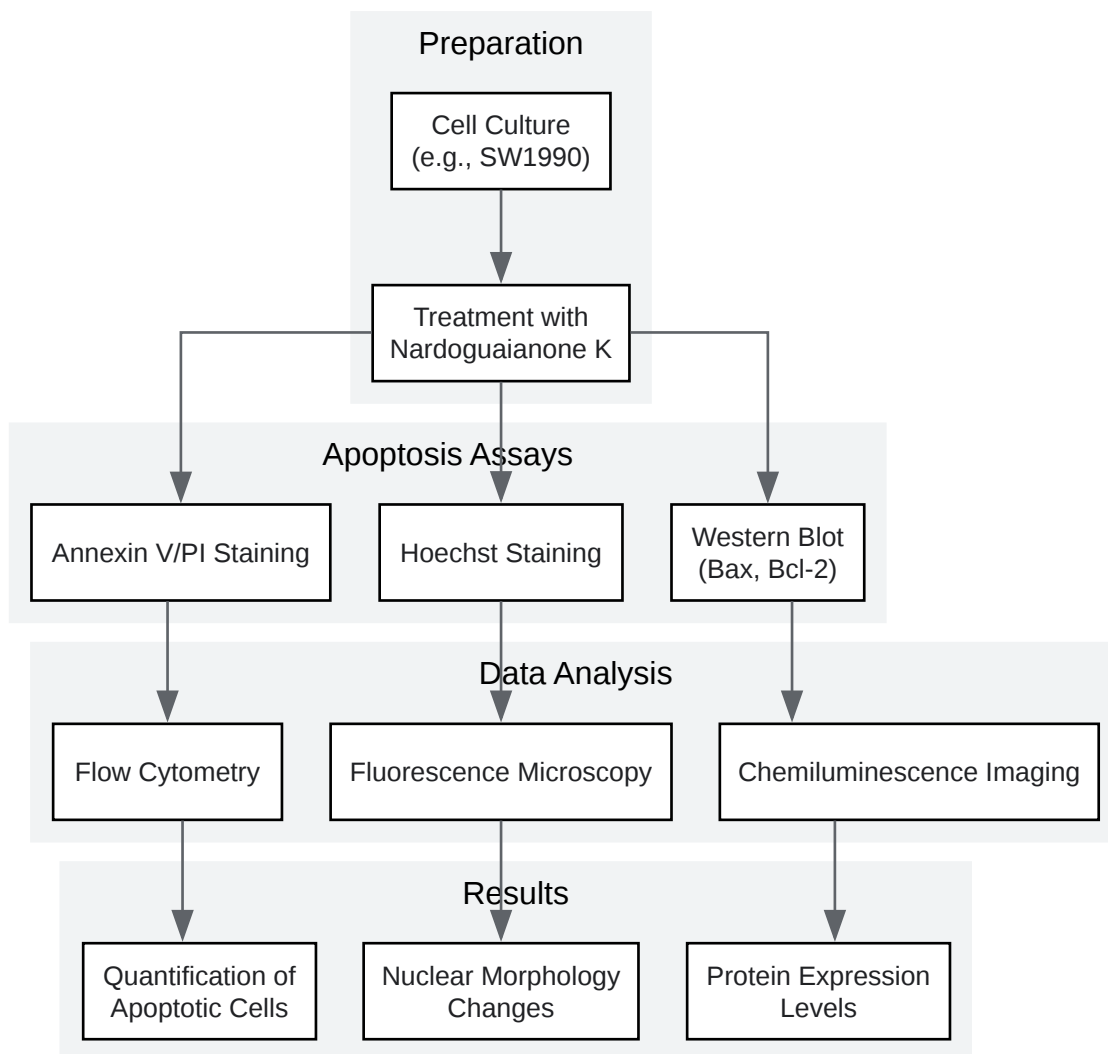 Preparation
Cell Culture
(e.g., SW1990)
Treatment with
Nardoguaianone K
Apoptosis Assays
Annexin V/PI Staining
Hoechst Staining
Western Blot
(Bax, Bcl-2)
Data Analysis
Flow Cytometry
Fluorescence Microscopy
Chemiluminescence Imaging
Results
Quantification of
Apoptotic Cells
Nuclear Morphology
Changes
Protein Expression
Levels